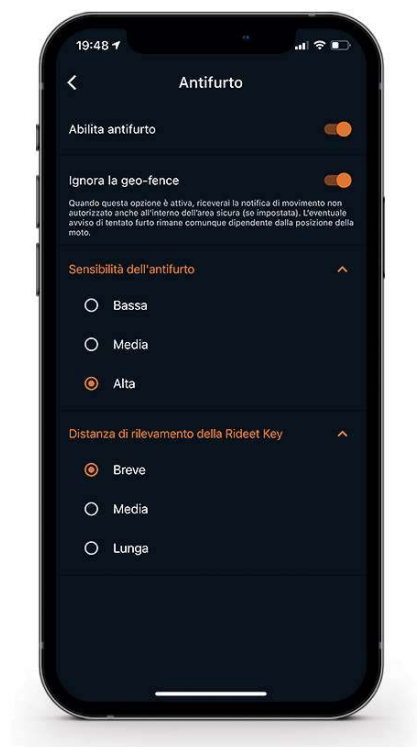 19:48
Antifurto
Abilita antifurto
Ignora la geo-fence
Quando questa opzione è attiva, riceverai la notifica di movimento non
autorizzato anche all'interno dell'area sicura (se impostata). L'eventuale
avviso di tentato furto rimane comunque dipendente dalla posizione della
moto.
Sensibilità dell'antifurto
Bassa
Media
Alta
Distanza di rilevamento della Rideet Key
Breve
Media
Lunga